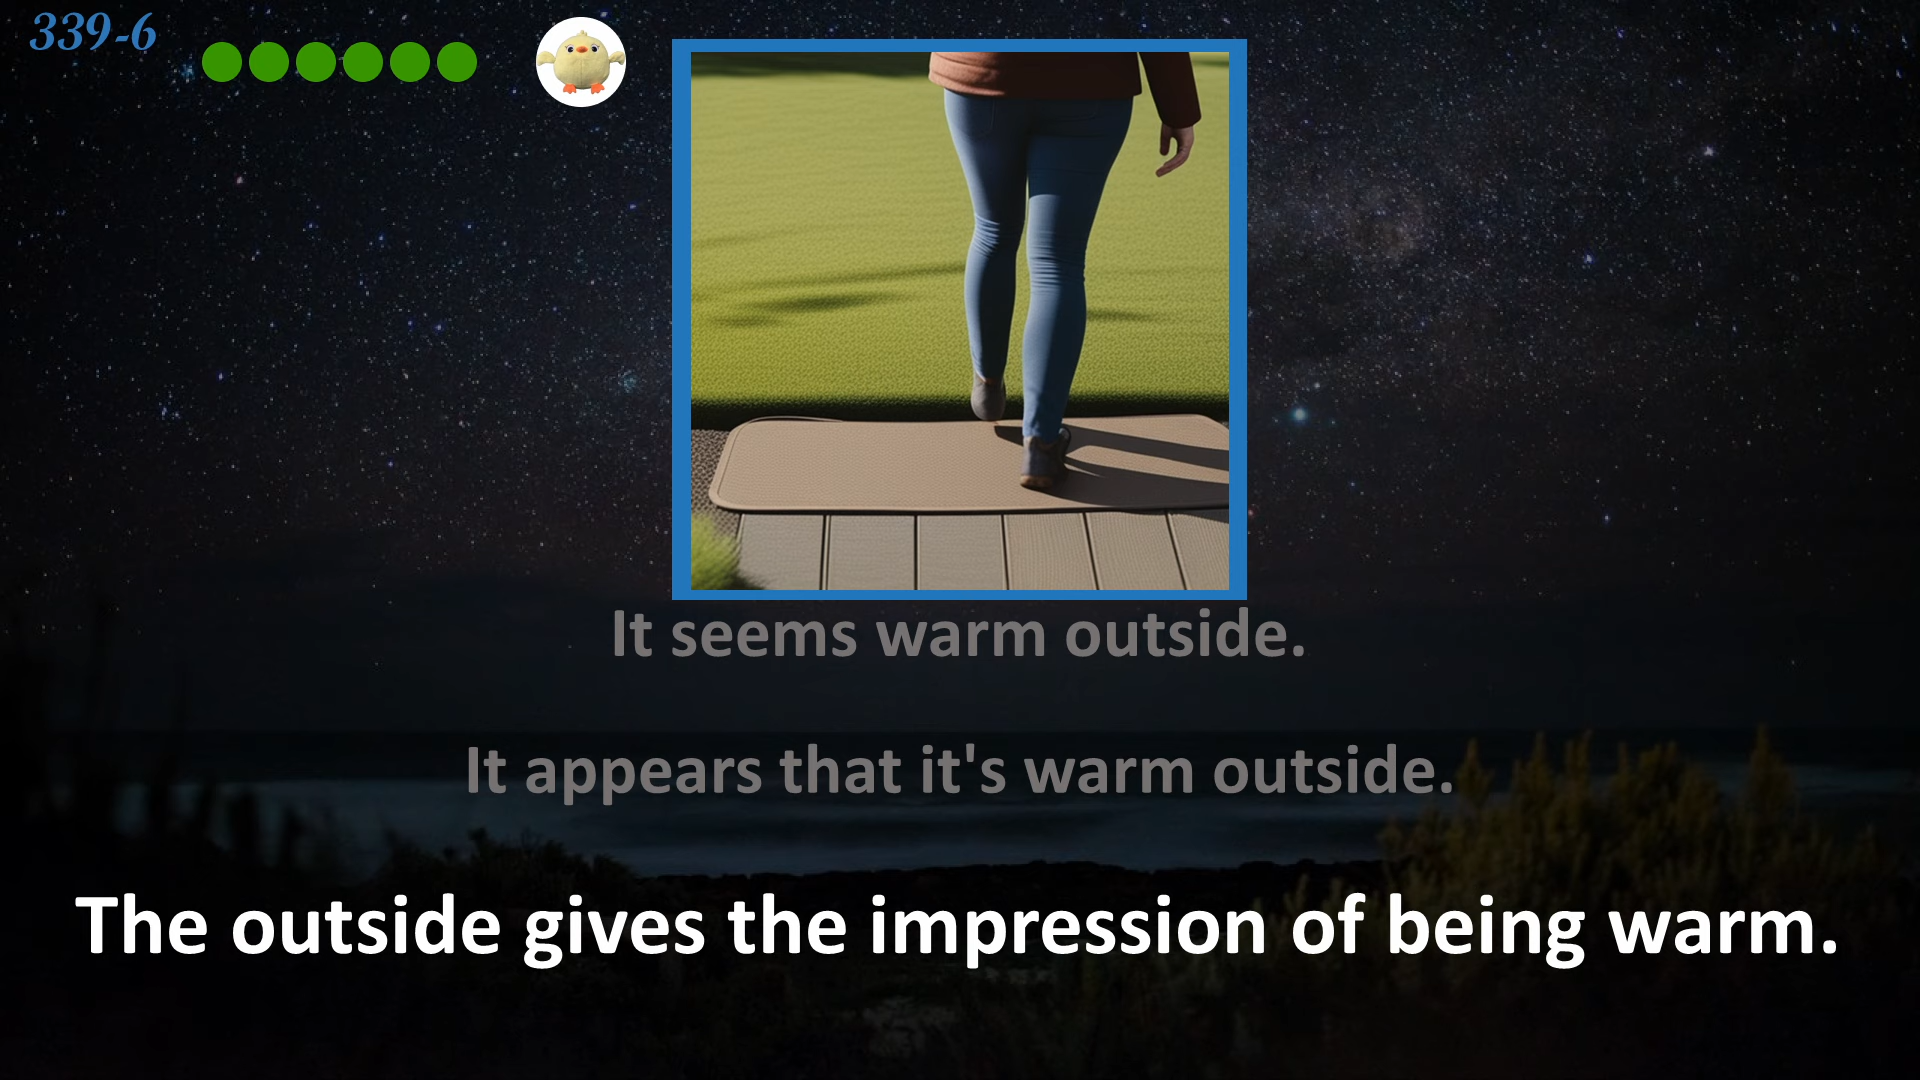 339-6
It seems warm outside.
It appears that it's warm outside.
The outside gives the impression of being warm.